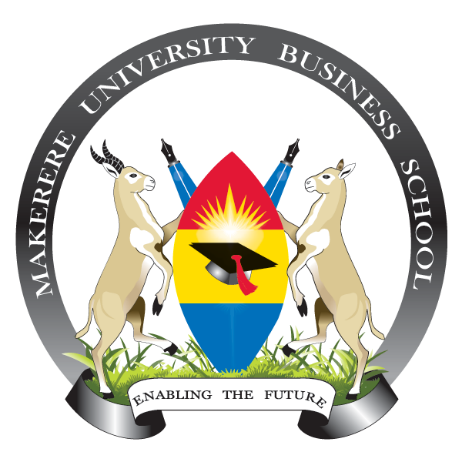 MAKERERE UNIVERSITY BUSINESS SCHOOL
ENABLING THE FUTURE